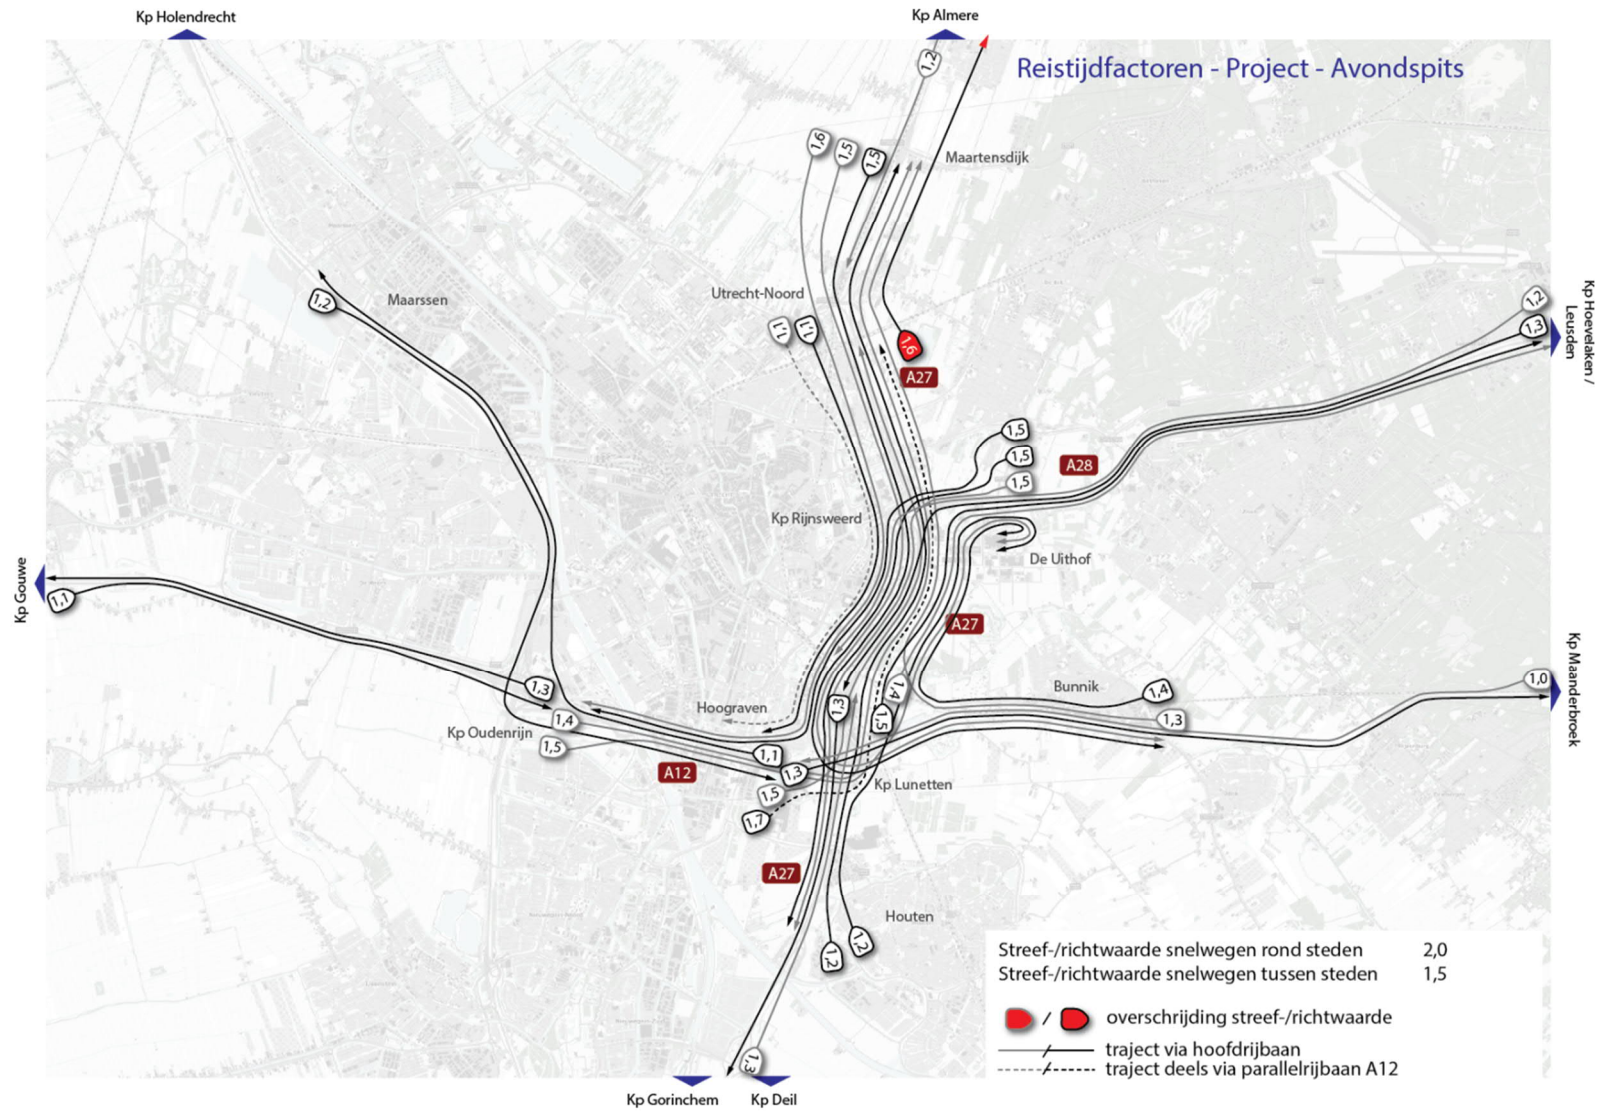 Kp Holendrecht
Kp Almere
Reistijdfactoren - Project - Avondspits
1,2
1,6
1,5
1,5
Maartensdijk
Utrecht-Noord
Maarssen
1,2
1,1
1,1
1,6
A27
1,2
1,3
Kp Hoevelaken /
Leusden
1,5
1,5
1,5
A28
Kp Rijnsweerd
De Uithof
Kp Gouwe
1,1
A27
Kp Maanderbroek
1,3
1,4
1,5
Kp Oudenrijn
Hoograven
1,3
1,4
1,5
Bunnik
1,4
1,3
1,0
A12
1,1
1,3
1,5
1,7
Kp Lunetten
A27
Houten
1,2
1,2
1,3
Kp Gorinchem
Kp Deil
Streef-/richtwaarde snelwegen rond steden 2,0
Streef-/richtwaarde snelwegen tussen steden 1,5
/ overschrijding streef-/richtwaarde
traject via hoofdrijbaan
traject deels via parallelrijbaan A12